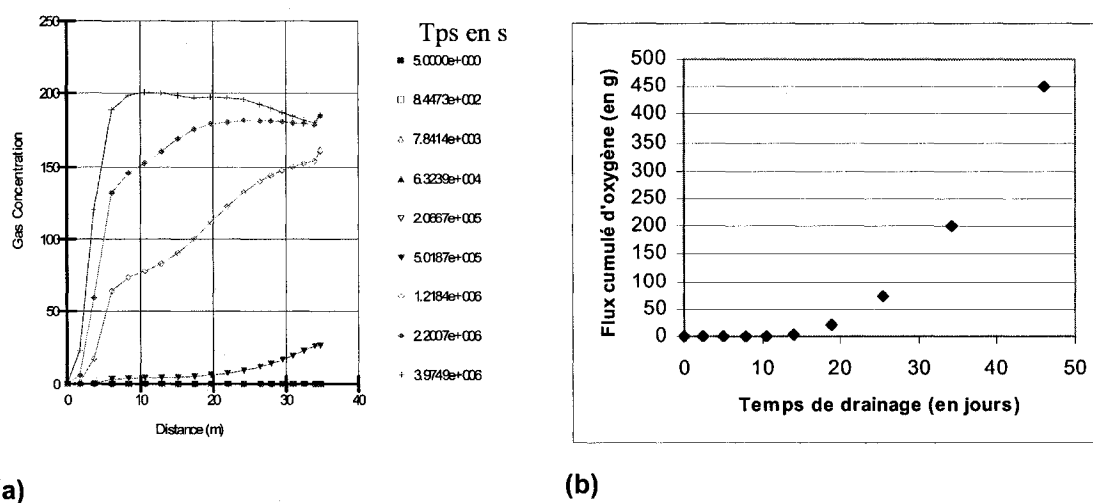 250
200
150
100
50
0
Gas Concentration
0 10 20 30 40
Distance (m)
Tps en s
5.0000e+000
8.4473e+002
7.8414e+003
6.3239e+004
2.0867e+005
5.0187e+005
1.2184e+006
2.2007e+006
3.9749e+006
a)
Flux cumulé d'oxygène (en g)
500
450
400
350
300
250
200
150
100
50
0
0 10 20 30 40 50
Temps de drainage (en jours)
(b)